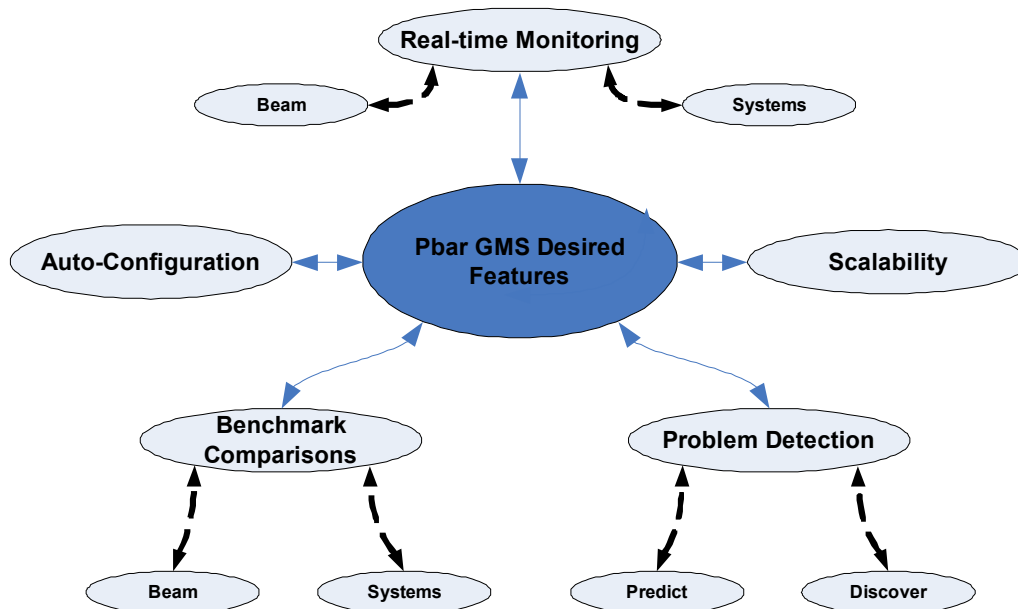 Real-time Monitoring
Beam
Systems
Pbar GMS Desired
Features
Auto-Configuration
Scalability
Benchmark
Comparisons
Problem Detection
Beam
Systems
Predict
Discover